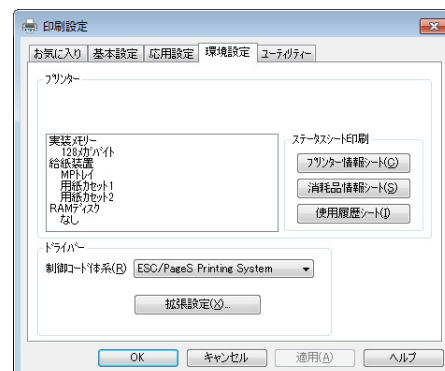 印刷設定
お気に入り 基本設定 応用設定 環境設定 ユーティリティー
プリンター
実装メモリー
128メガバイト
給紙装置
MPトレイ
用紙カセット1
用紙カセット2
RAMディスク
なし
ステータスシート印刷
プリンター情報シート(C)
消耗品情報シート(S)
使用履歴シート(I)
ドライバー
制御コード体系(R) ESC/PageS Printing System
拡張設定(X)...
OK キャンセル 適用(A) ヘルプ